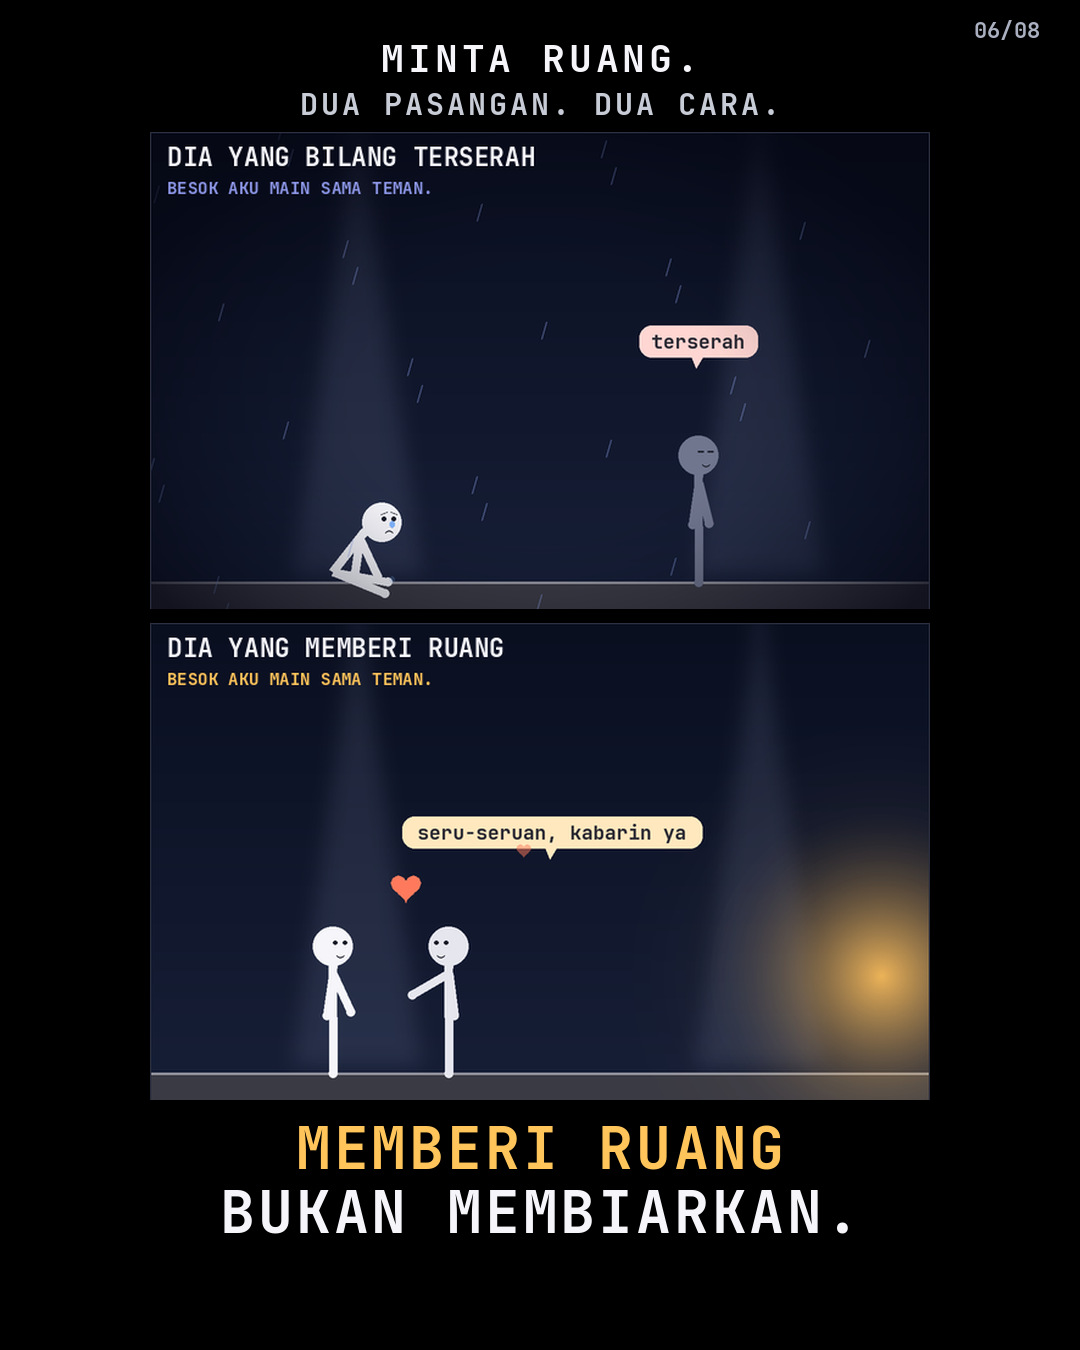 06/08
MINTA RUANG.
DUA PASANGAN. DUA CARA.
DIA YANG BILANG TERSERAH
BESOK AKU MAIN SAMA TEMAN.
terserah
DIA YANG MEMBERI RUANG
BESOK AKU MAIN SAMA TEMAN.
seru-seruan, kabarin ya
MEMBERI RUANG
BUKAN MEMBIARKAN.